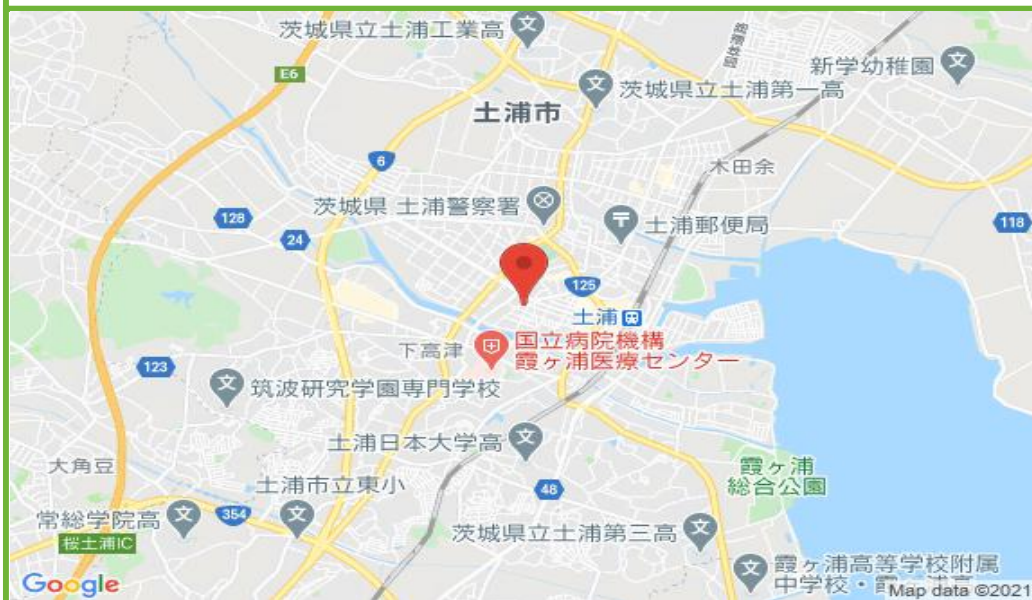 茨城県立土浦工業高
E6
新学幼稚園
茨城県立土浦第一高
土浦市
6
木田余
茨城県 土浦警察署
土浦郵便局
128
24
118
125
土浦
国立病院機構
霞ヶ浦医療センター
下高津
123
筑波研究学園専門学校
土浦日本大学高
霞ヶ浦
総合公園
大角豆
土浦市立東小
48
354
常総学院高
桜土浦IC
茨城県立土浦第三高
霞ヶ浦高等学校附属
中学校・霞
Google
Map data ©2021